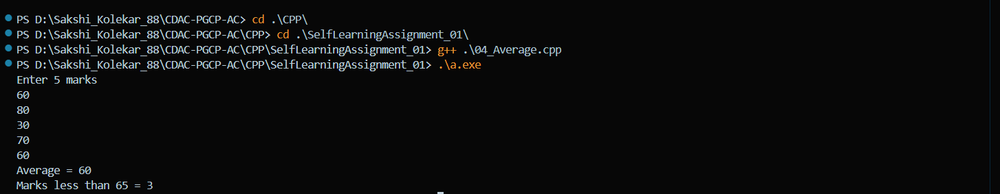 PS D:\Sakshi_Kolekar_88\CDAC-PGCP-AC> cd .\CPP\
PS D:\Sakshi_Kolekar_88\CDAC-PGCP-AC\CPP> cd .\SelfLearningAssignment_01\
PS D:\Sakshi_Kolekar_88\CDAC-PGCP-AC\CPP\SelfLearningAssignment_01> g++ .\04_Average.cpp
PS D:\Sakshi_Kolekar_88\CDAC-PGCP-AC\CPP\SelfLearningAssignment_01> .\a.exe
Enter 5 marks
60
80
30
70
60
Average = 60
Marks less than 65 = 3